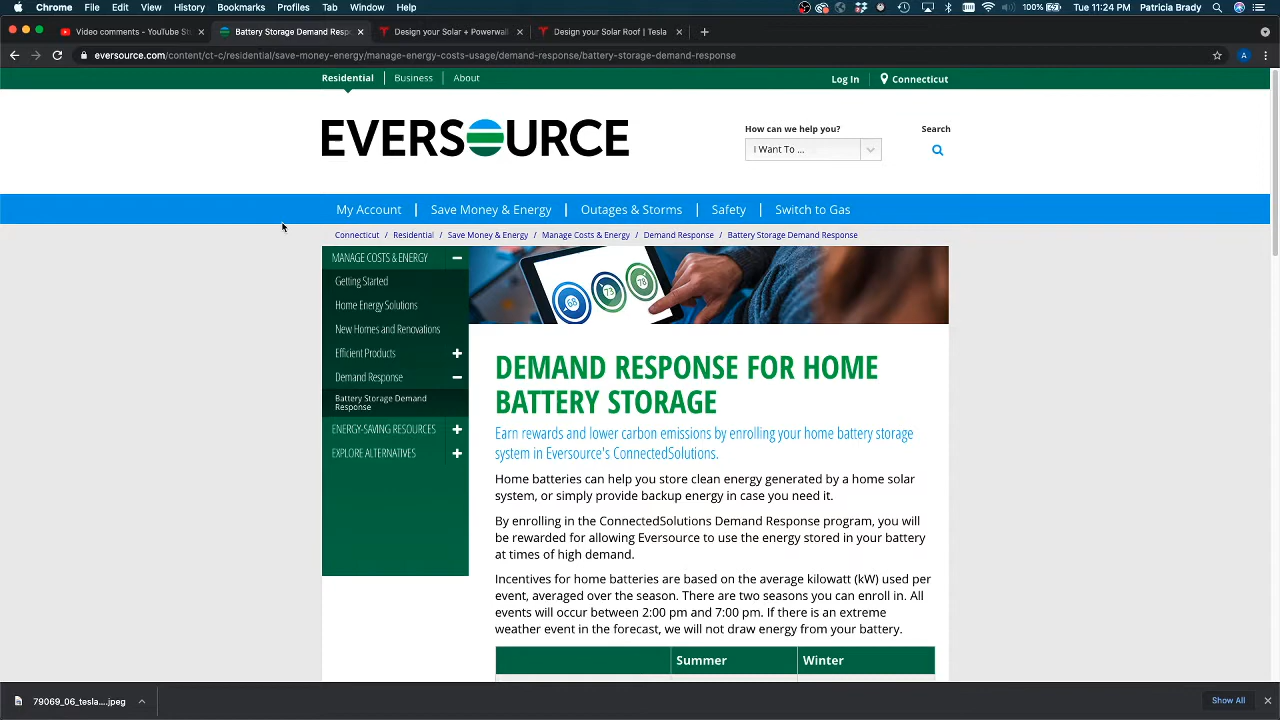 Chrome File Edit View History Bookmarks Profiles Tab Window Help 100% Tue 11:24 PM Patricia Brady
Video comments - YouTube St
Battery Storage Demand Resp
Design your Solar + Powerwall
Design your Solar Roof | Tesla
eversource.com/content/ct-c/residential/save-money-energy/manage-energy-costs-usage/demand-response/battery-storage-demand-response
A
Residential Business About
Log In Connecticut
EVERSOURCE
How can we help you? Search
I Want To ...
My Account Save Money & Energy Outages & Storms Safety Switch to Gas
Connecticut / Residential / Save Money & Energy / Manage Costs & Energy / Demand Response / Battery Storage Demand Response
MANAGE COSTS & ENERGY
Getting Started
Home Energy Solutions
New Homes and Renovations
Efficient Products
Demand Response
Battery Storage Demand
Response
ENERGY-SAVING RESOURCES
EXPLORE ALTERNATIVES
68 73 78
DEMAND RESPONSE FOR HOME
BATTERY STORAGE
Earn rewards and lower carbon emissions by enrolling your home battery storage
system in Eversource's ConnectedSolutions.
Home batteries can help you store clean energy generated by a home solar
system, or simply provide backup energy in case you need it.
By enrolling in the ConnectedSolutions Demand Response program, you will
be rewarded for allowing Eversource to use the energy stored in your battery
at times of high demand.
Incentives for home batteries are based on the average kilowatt (kW) used per
event, averaged over the season. There are two seasons you can enroll in. All
events will occur between 2:00 pm and 7:00 pm. If there is an extreme
weather event in the forecast, we will not draw energy from your battery.
Summer Winter
79069_06_tesla....jpeg
Show All